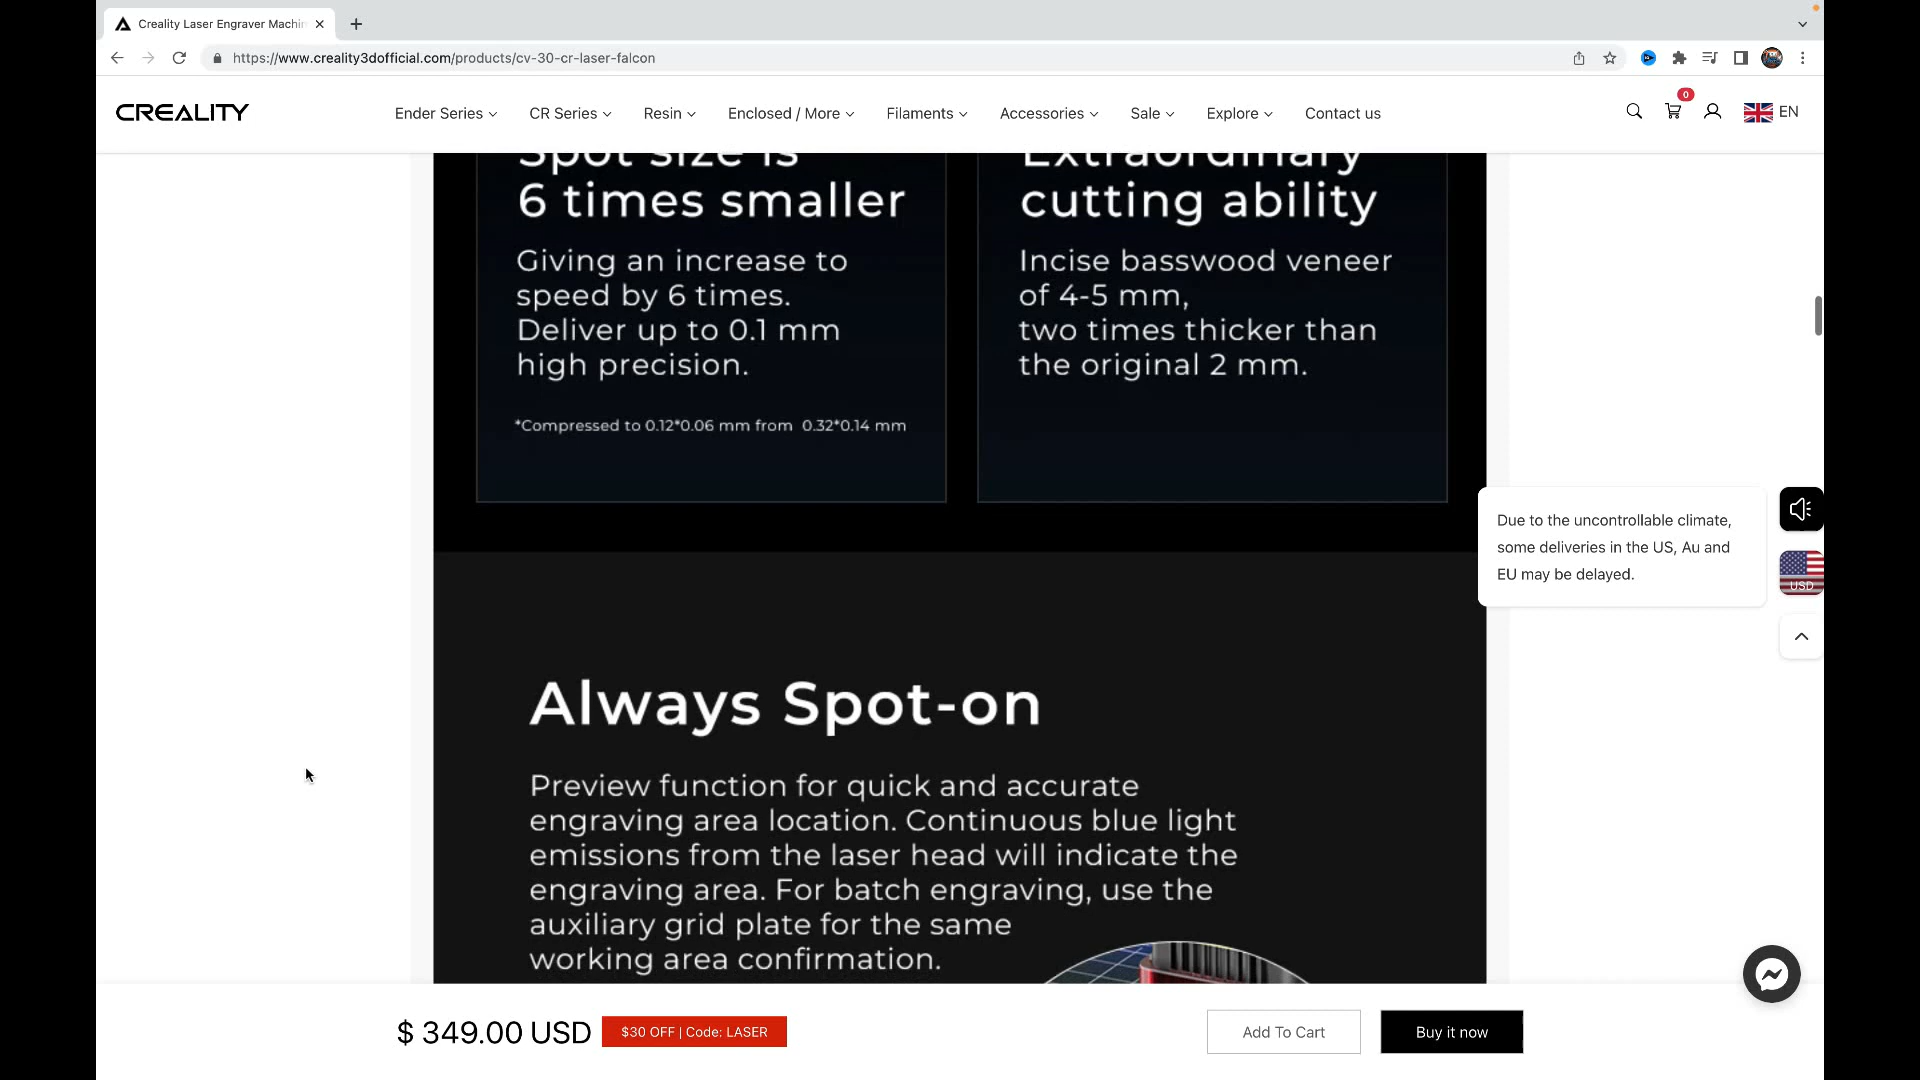 Creality Laser Engraver Machin
https://www.creality3dofficial.com/products/cv-30-cr-laser-falcon
CREALITY
Ender Series
CR Series
Resin
Enclosed / More
Filaments
Accessories
Sale
Explore
Contact us
0
EN
Spot size is
6 times smaller
Giving an increase to
speed by 6 times.
Deliver up to 0.1 mm
high precision.
*Compressed to 0.12*0.06 mm from 0.32*0.14 mm
Extraordinary
cutting ability
Incise basswood veneer
of 4-5 mm,
two times thicker than
the original 2 mm.
Due to the uncontrollable climate,
some deliveries in the US, Au and
EU may be delayed.
USD
Always Spot-on
Preview function for quick and accurate
engraving area location. Continuous blue light
emissions from the laser head will indicate the
engraving area. For batch engraving, use the
auxiliary grid plate for the same
working area confirmation.
$ 349.00 USD
$30 OFF | Code: LASER
Add To Cart
Buy it now